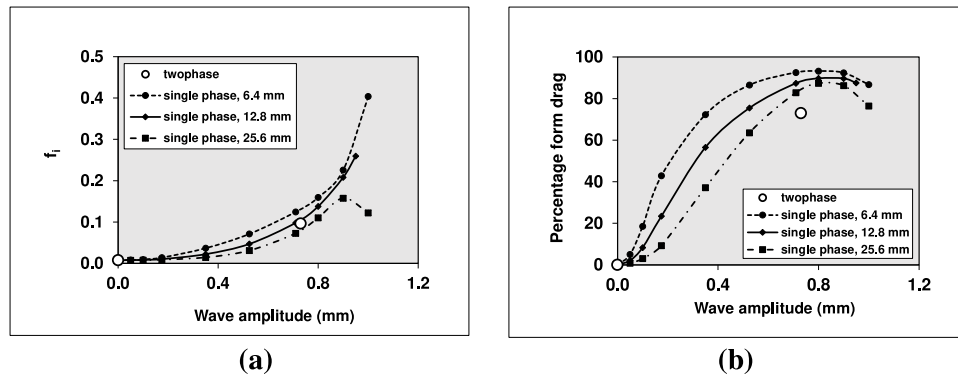 0.5
0.4
0.3
0.2
0.1
0.0
f_i
twophase
single phase, 6.4 mm
single phase, 12.8 mm
single phase, 25.6 mm
0.0 0.4 0.8 1.2
Wave amplitude (mm)
(a)
100
80
60
40
20
0
Percentage form drag
twophase
single phase, 6.4 mm
single phase, 12.8 mm
single phase, 25.6 mm
0.0 0.4 0.8 1.2
Wave amplitude (mm)
(b)